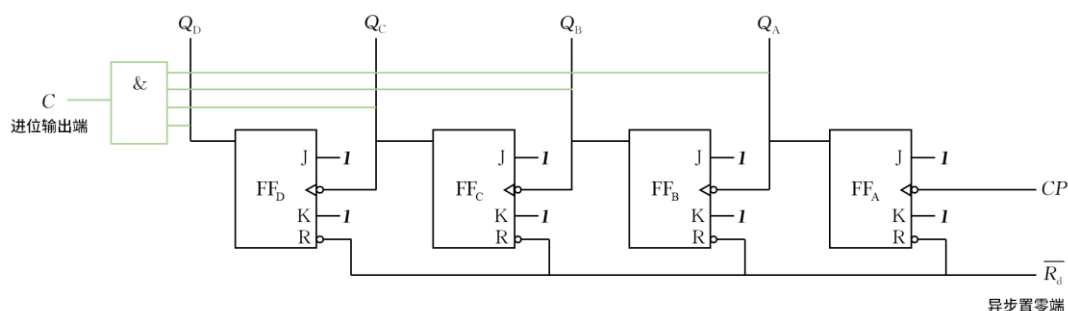 Q_D Q_C Q_B Q_A
&
C
进位输出端
J 1 J 1 J 1 J 1
FF_D FF_C FF_B FF_A CP
K 1 K 1 K 1 K 1
R R R R
R̅_d
异步置零端